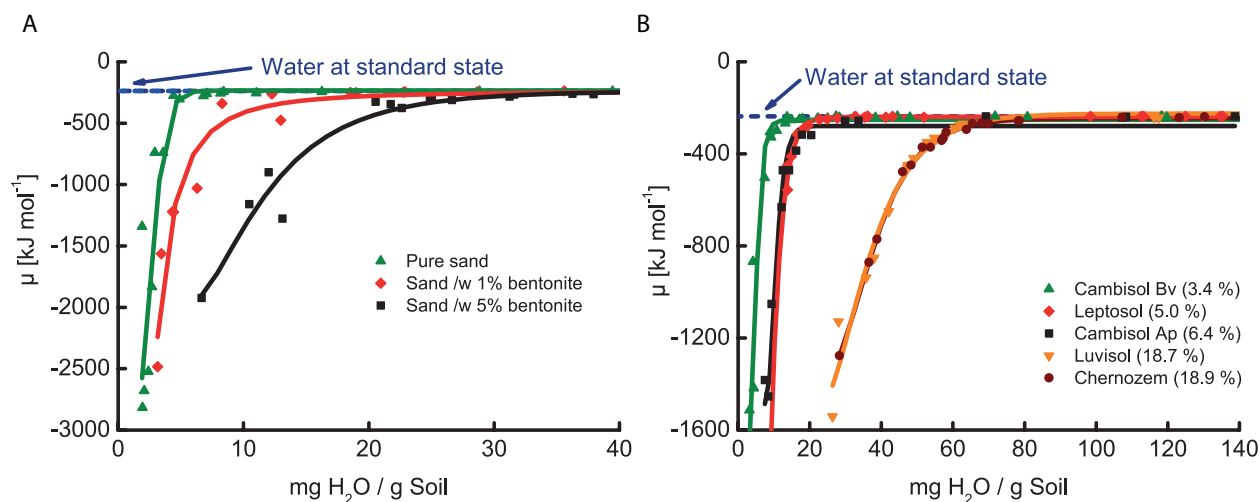 A
0
-500
-1000
-1500
-2000
-2500
-3000
μ [kJ mol⁻¹]
Water at standard state
Pure sand
Sand /w 1% bentonite
Sand /w 5% bentonite
0 10 20 30 40
mg H₂O / g Soil
B
0
-400
-800
-1200
-1600
μ [kJ mol⁻¹]
Water at standard state
Cambisol Bv (3.4 %)
Leptosol (5.0 %)
Cambisol Ap (6.4 %)
Luvisol (18.7 %)
Chernozem (18.9 %)
0 20 40 60 80 100 120 140
mg H₂O / g Soil